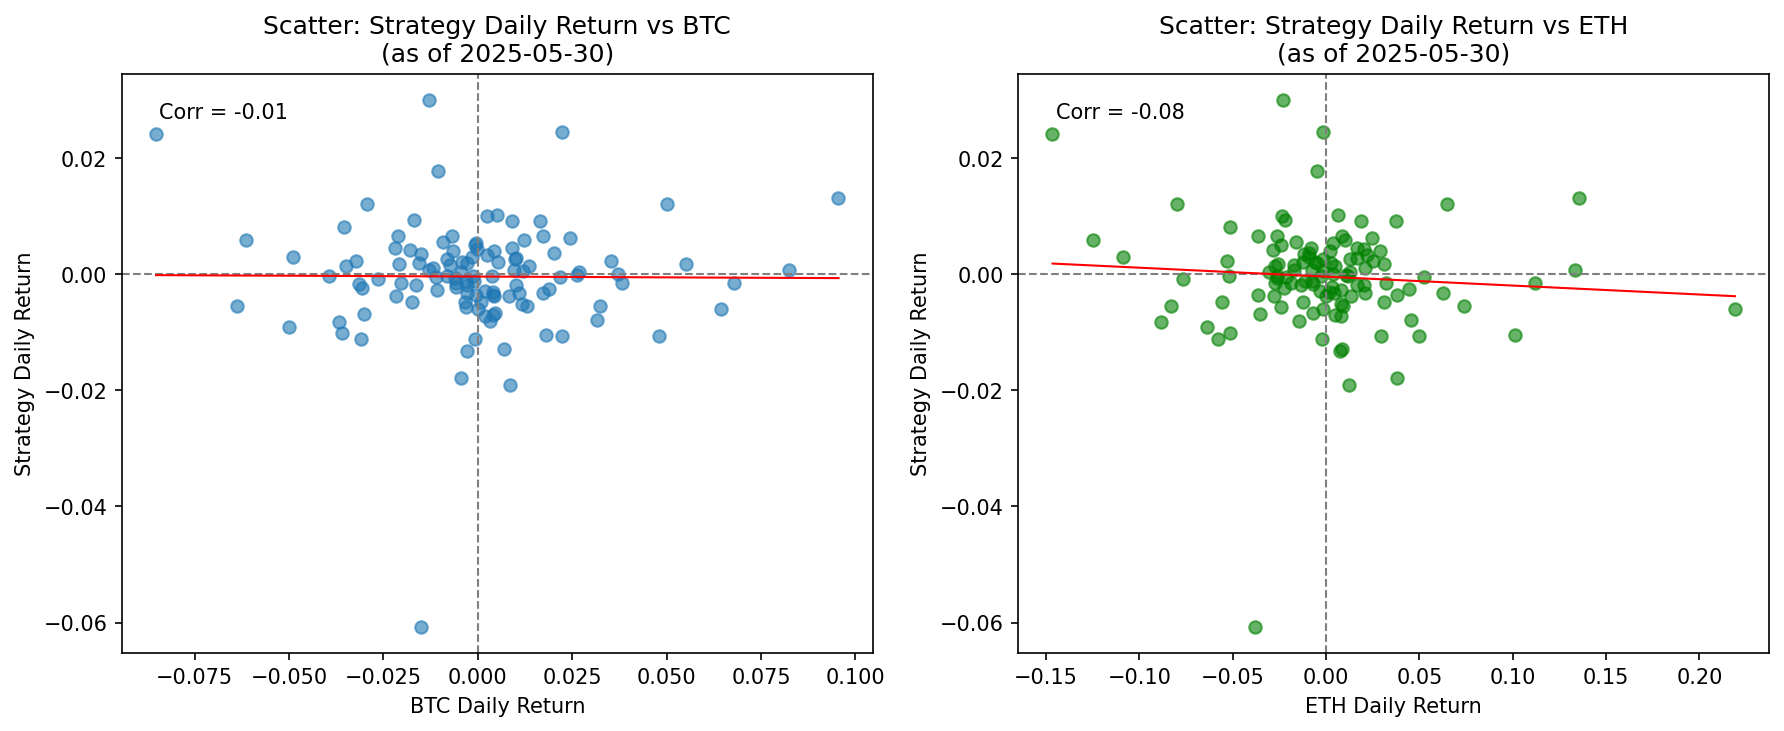 Scatter: Strategy Daily Return vs BTC
(as of 2025-05-30)
Corr = -0.01
Strategy Daily Return
0.02
0.00
−0.02
−0.04
−0.06
−0.075
−0.050
−0.025
0.000
0.025
0.050
0.075
0.100
BTC Daily Return
Scatter: Strategy Daily Return vs ETH
(as of 2025-05-30)
Corr = -0.08
Strategy Daily Return
0.02
0.00
−0.02
−0.04
−0.06
−0.15
−0.10
−0.05
0.00
0.05
0.10
0.15
0.20
ETH Daily Return